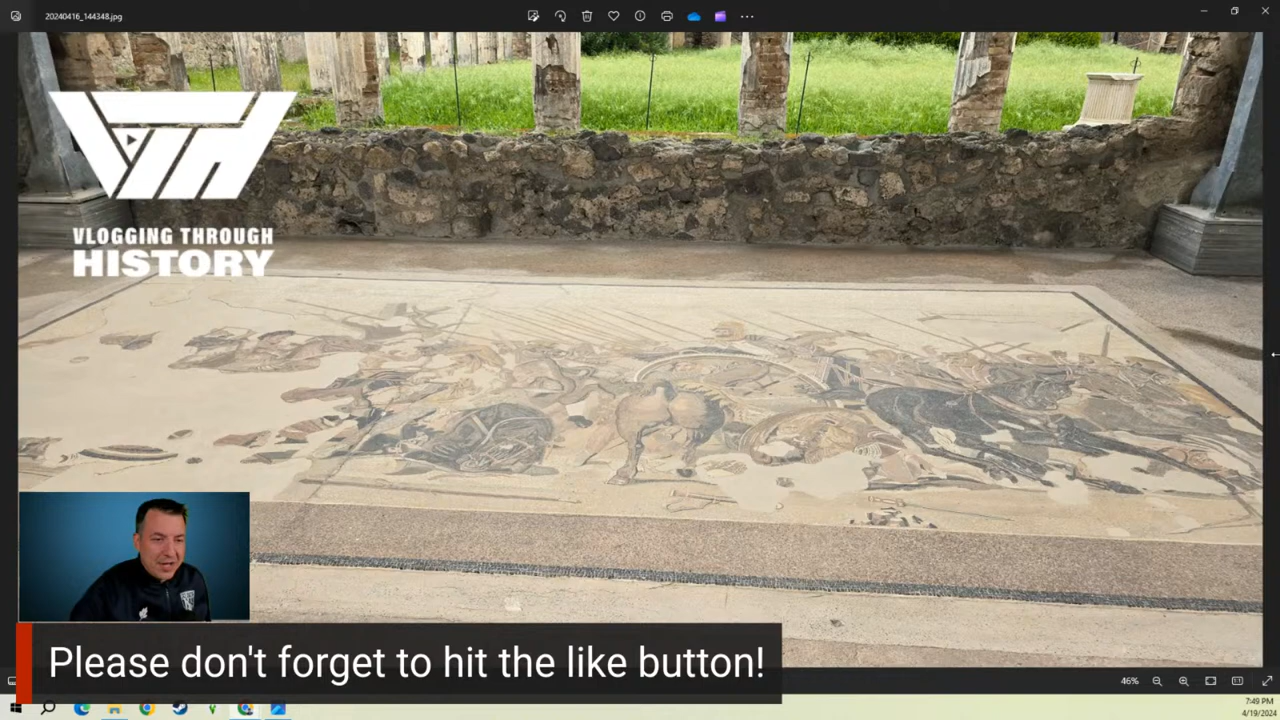 20240416_144348.jpg
VTH
VLOGGING THROUGH
HISTORY
Please don't forget to hit the like button!
46%
7:49 PM
4/19/2024